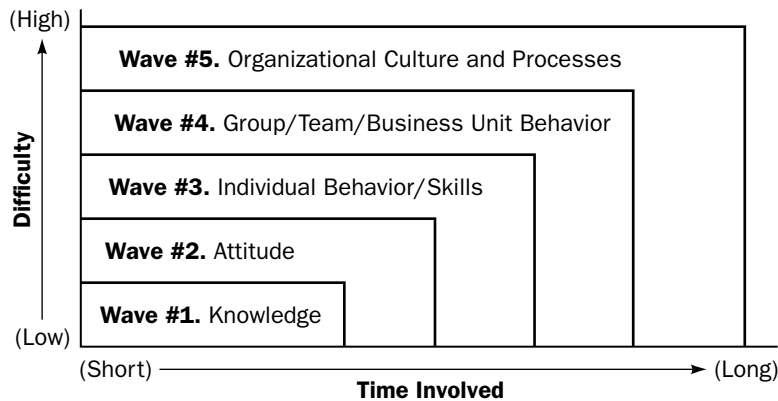 (High)
Wave #5. Organizational Culture and Processes
Wave #4. Group/Team/Business Unit Behavior
Difficulty
Wave #3. Individual Behavior/Skills
Wave #2. Attitude
Wave #1. Knowledge
(Low)
(Short)
(Long)
Time Involved